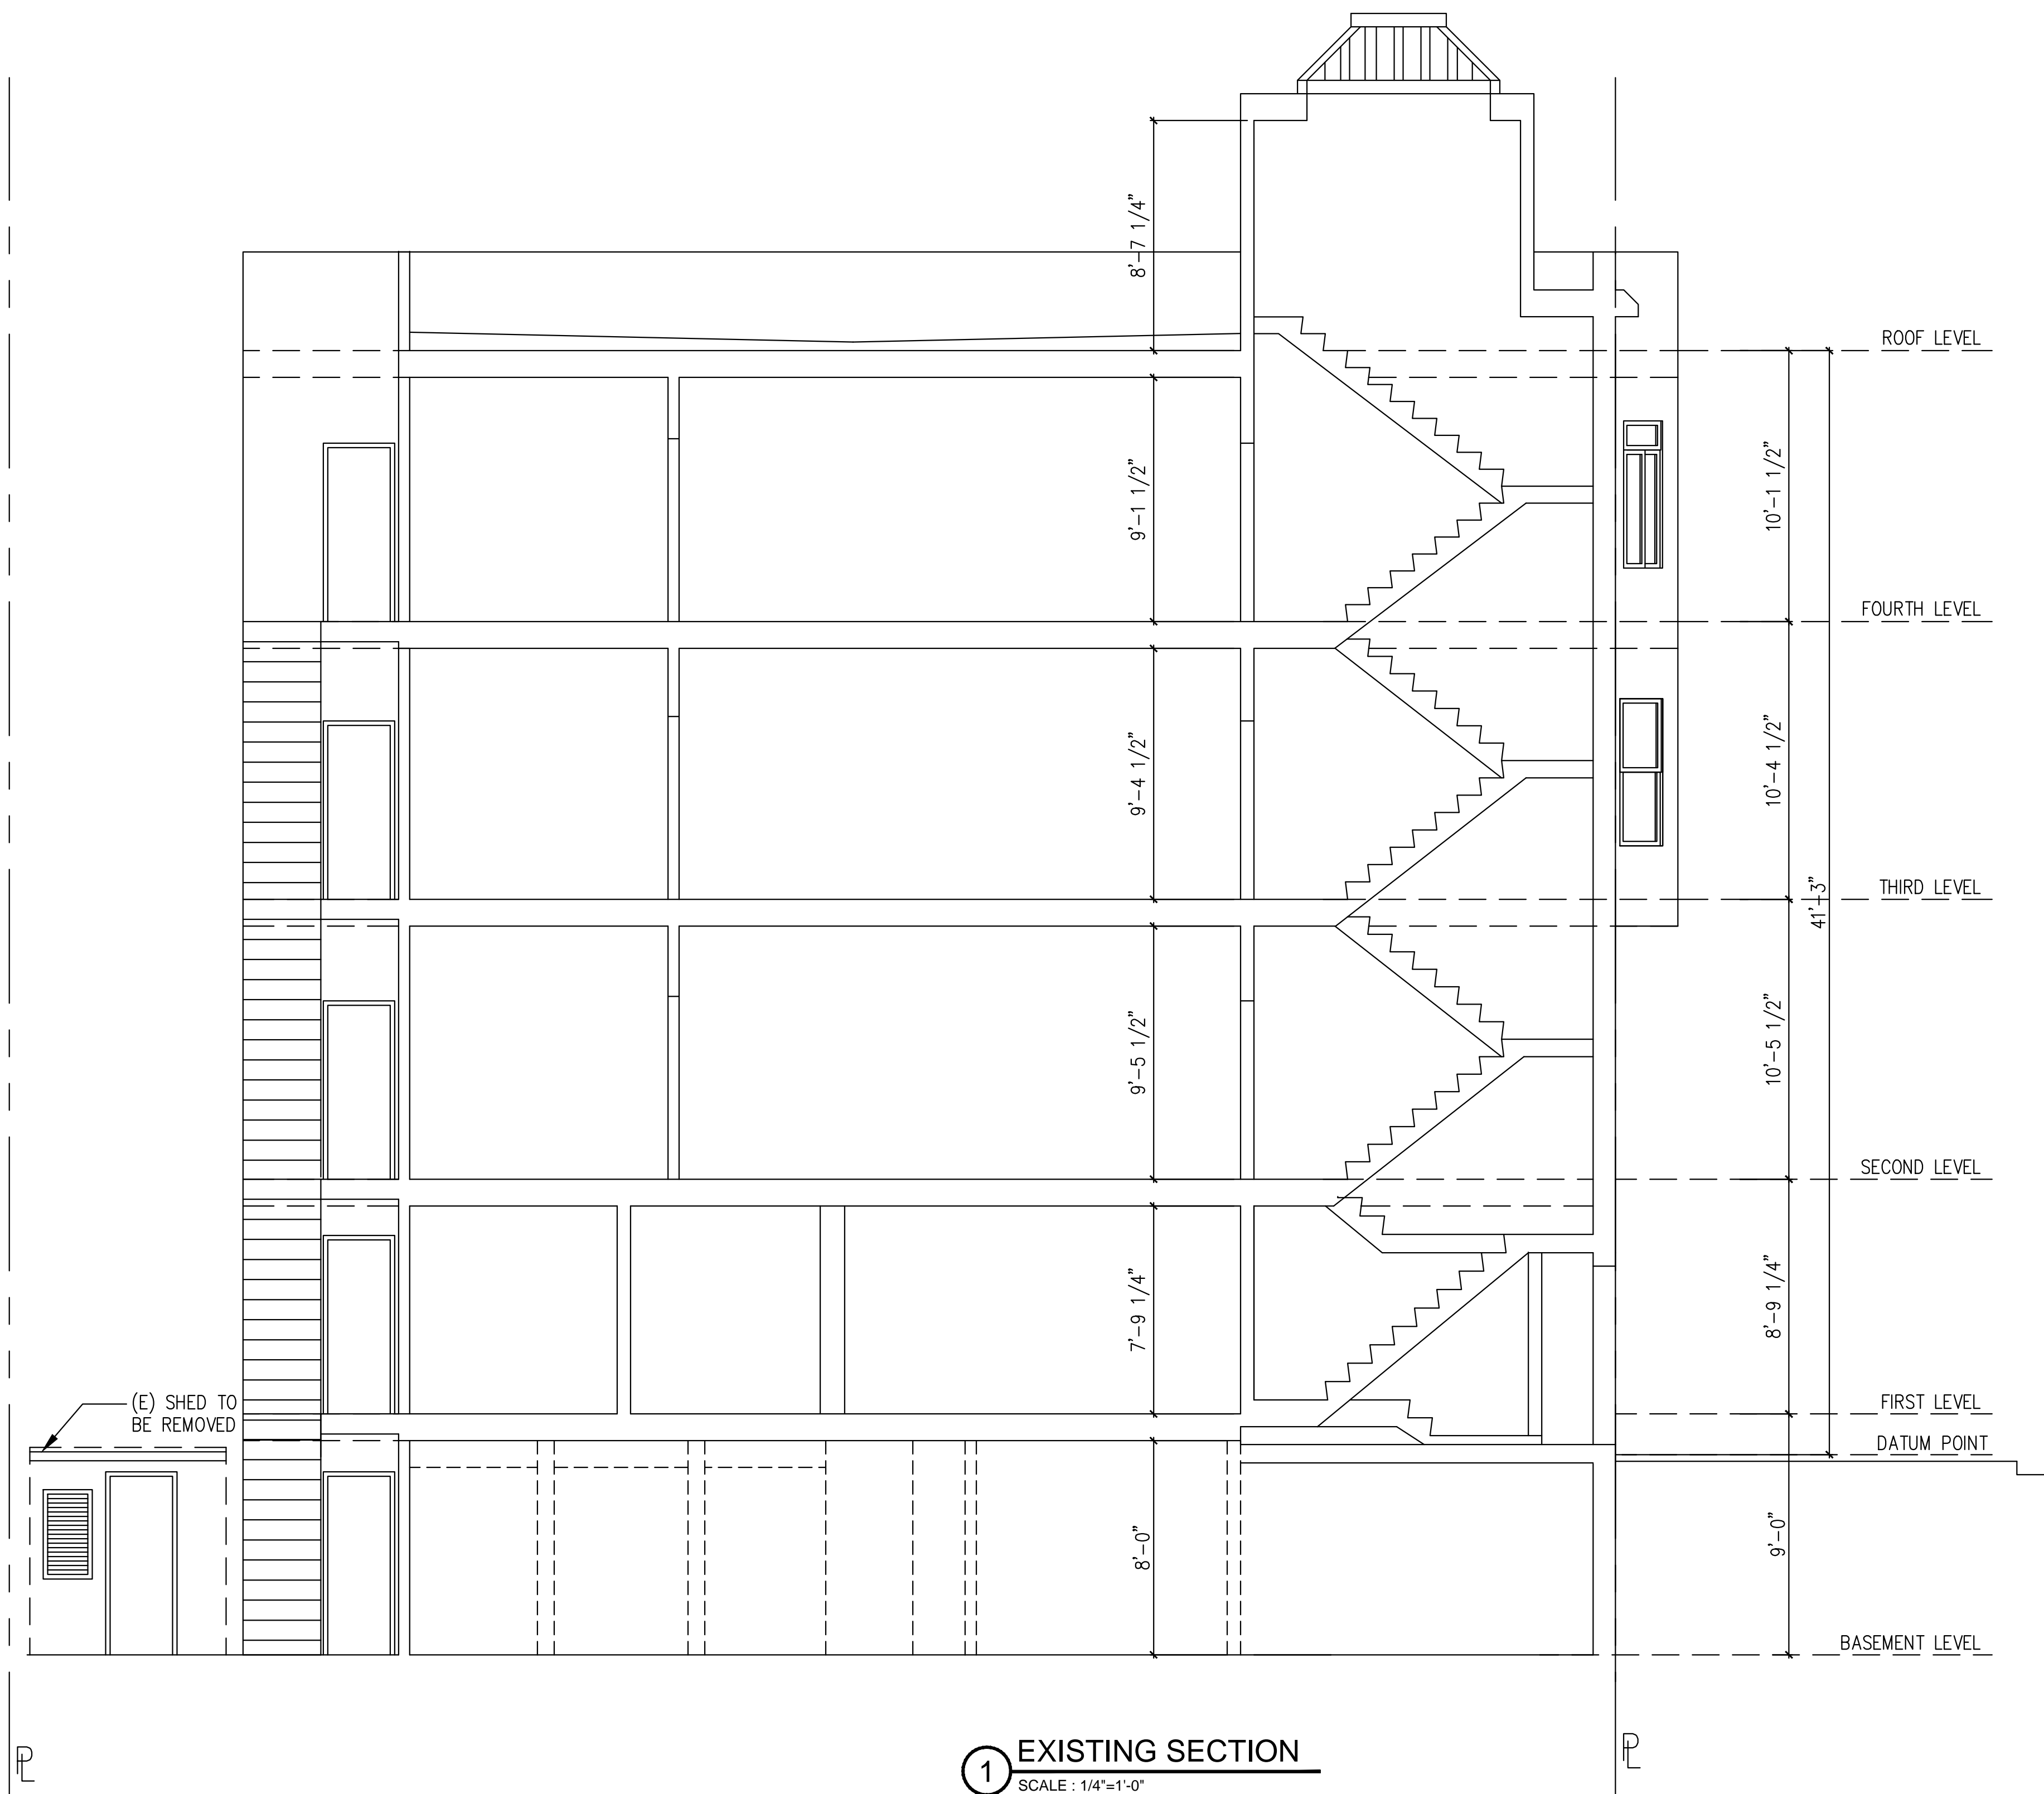 8'-7 1/4"
ROOF LEVEL
9'-1 1/2"
10'-1 1/2"
FOURTH LEVEL
9'-4 1/2"
10'-4 1/2"
THIRD LEVEL
41'-3"
9'-5 1/2"
10'-5 1/2"
SECOND LEVEL
7'-9 1/4"
8'-9 1/4"
(E) SHED TO
BE REMOVED
FIRST LEVEL
DATUM POINT
8'-0"
9'-0"
BASEMENT LEVEL
PL
PL
1
EXISTING SECTION
SCALE : 1/4"=1'-0"